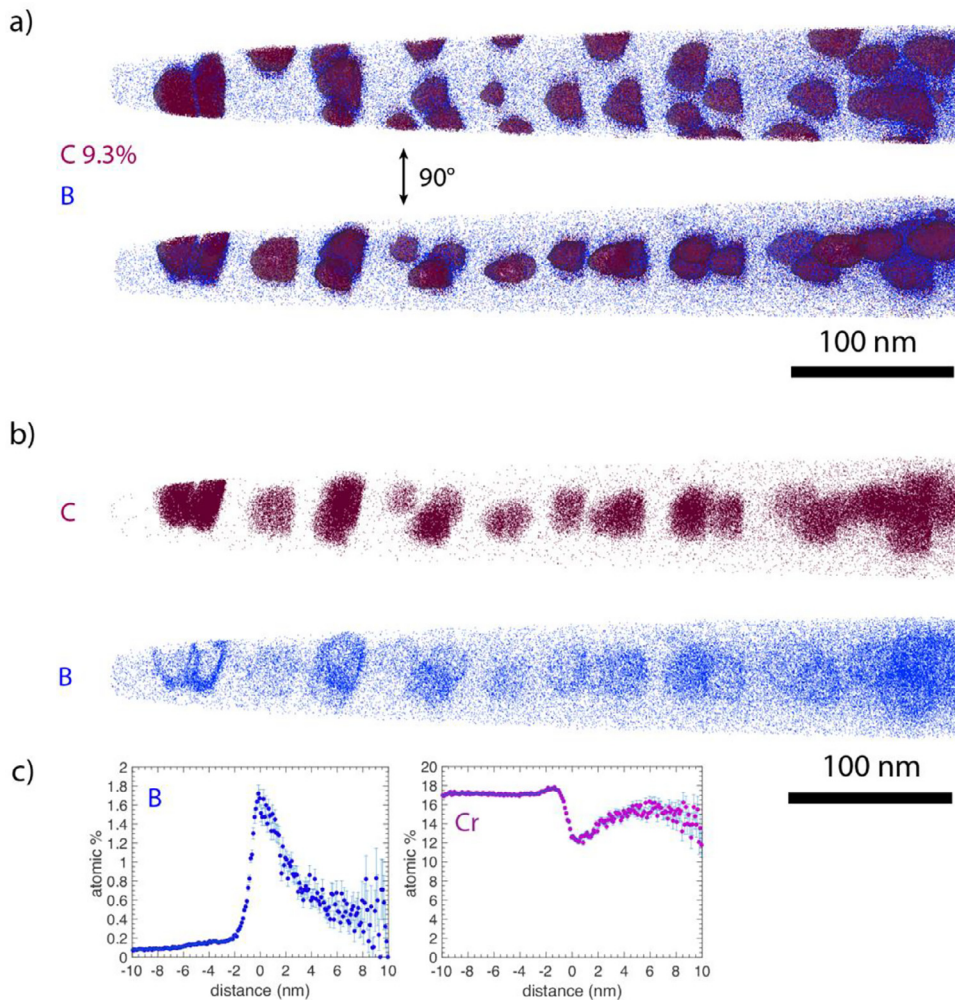 a)
C 9.3%
B
90°
100 nm
b)
C
B
100 nm
c)
B
atomic %
2
1.8
1.6
1.4
1.2
1
0.8
0.6
0.4
0.2
0
-10 -8 -6 -4 -2 0 2 4 6 8 10
distance (nm)
Cr
atomic %
20
18
16
14
12
10
8
6
4
2
0
-10 -8 -6 -4 -2 0 2 4 6 8 10
distance (nm)